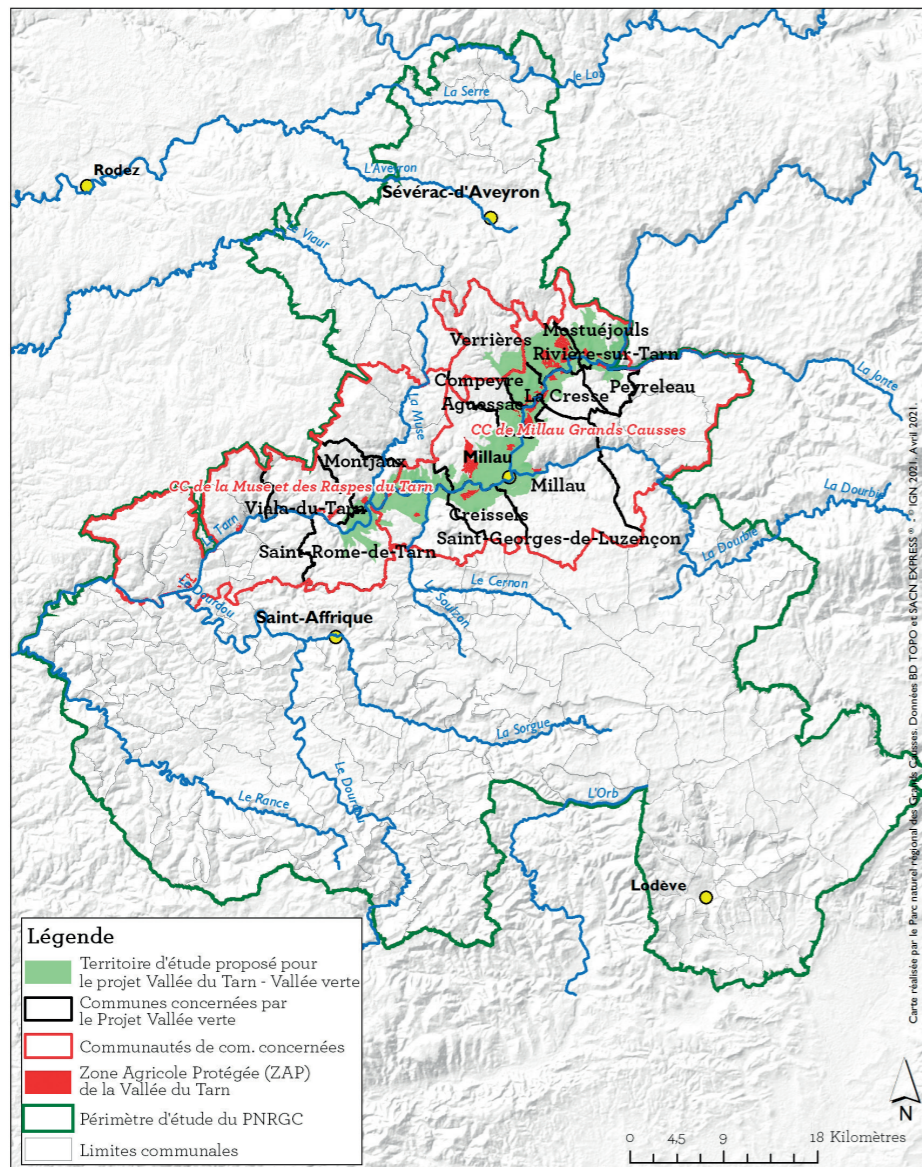 le Lot
La Serre
Rodez
L'Aveyron
Sévérac-d'Aveyron
Le Viaur
Mostuéjouls
Verrières
Rivière-sur-Tarn
La Jonte
Compeyre
Peyreleau
La Cresse
Aguessac
La Muse
CC de Millau Grands Causses
Millau
Montjaux
CC de la Muse et des Raspes du Tarn
Millau
La Dourbie
Viala-du-Tarn
Creissels
Le Tarn
Saint-Georges-de-Luzençon
Saint-Rome-de-Tarn
La Dourbie
Le Cernon
La Dourdou
Le Soulzon
Saint-Affrique
La Sorgue
Le Dourdou
Le Rance
L'Orb
Lodève
Carte réalisée par le Parc naturel régional des Grands Causses. Données BD TOPO et SACN EXPRESS ® © IGN 2021. Avril 2021.
Légende
Territoire d'étude proposé pour
le projet Vallée du Tarn - Vallée verte
Communes concernées par
le Projet Vallée verte
Communautés de com. concernées
Zone Agricole Protégée (ZAP)
de la Vallée du Tarn
Périmètre d'étude du PNRGC
Limites communales
N
0 4,5 9 18 Kilomètres